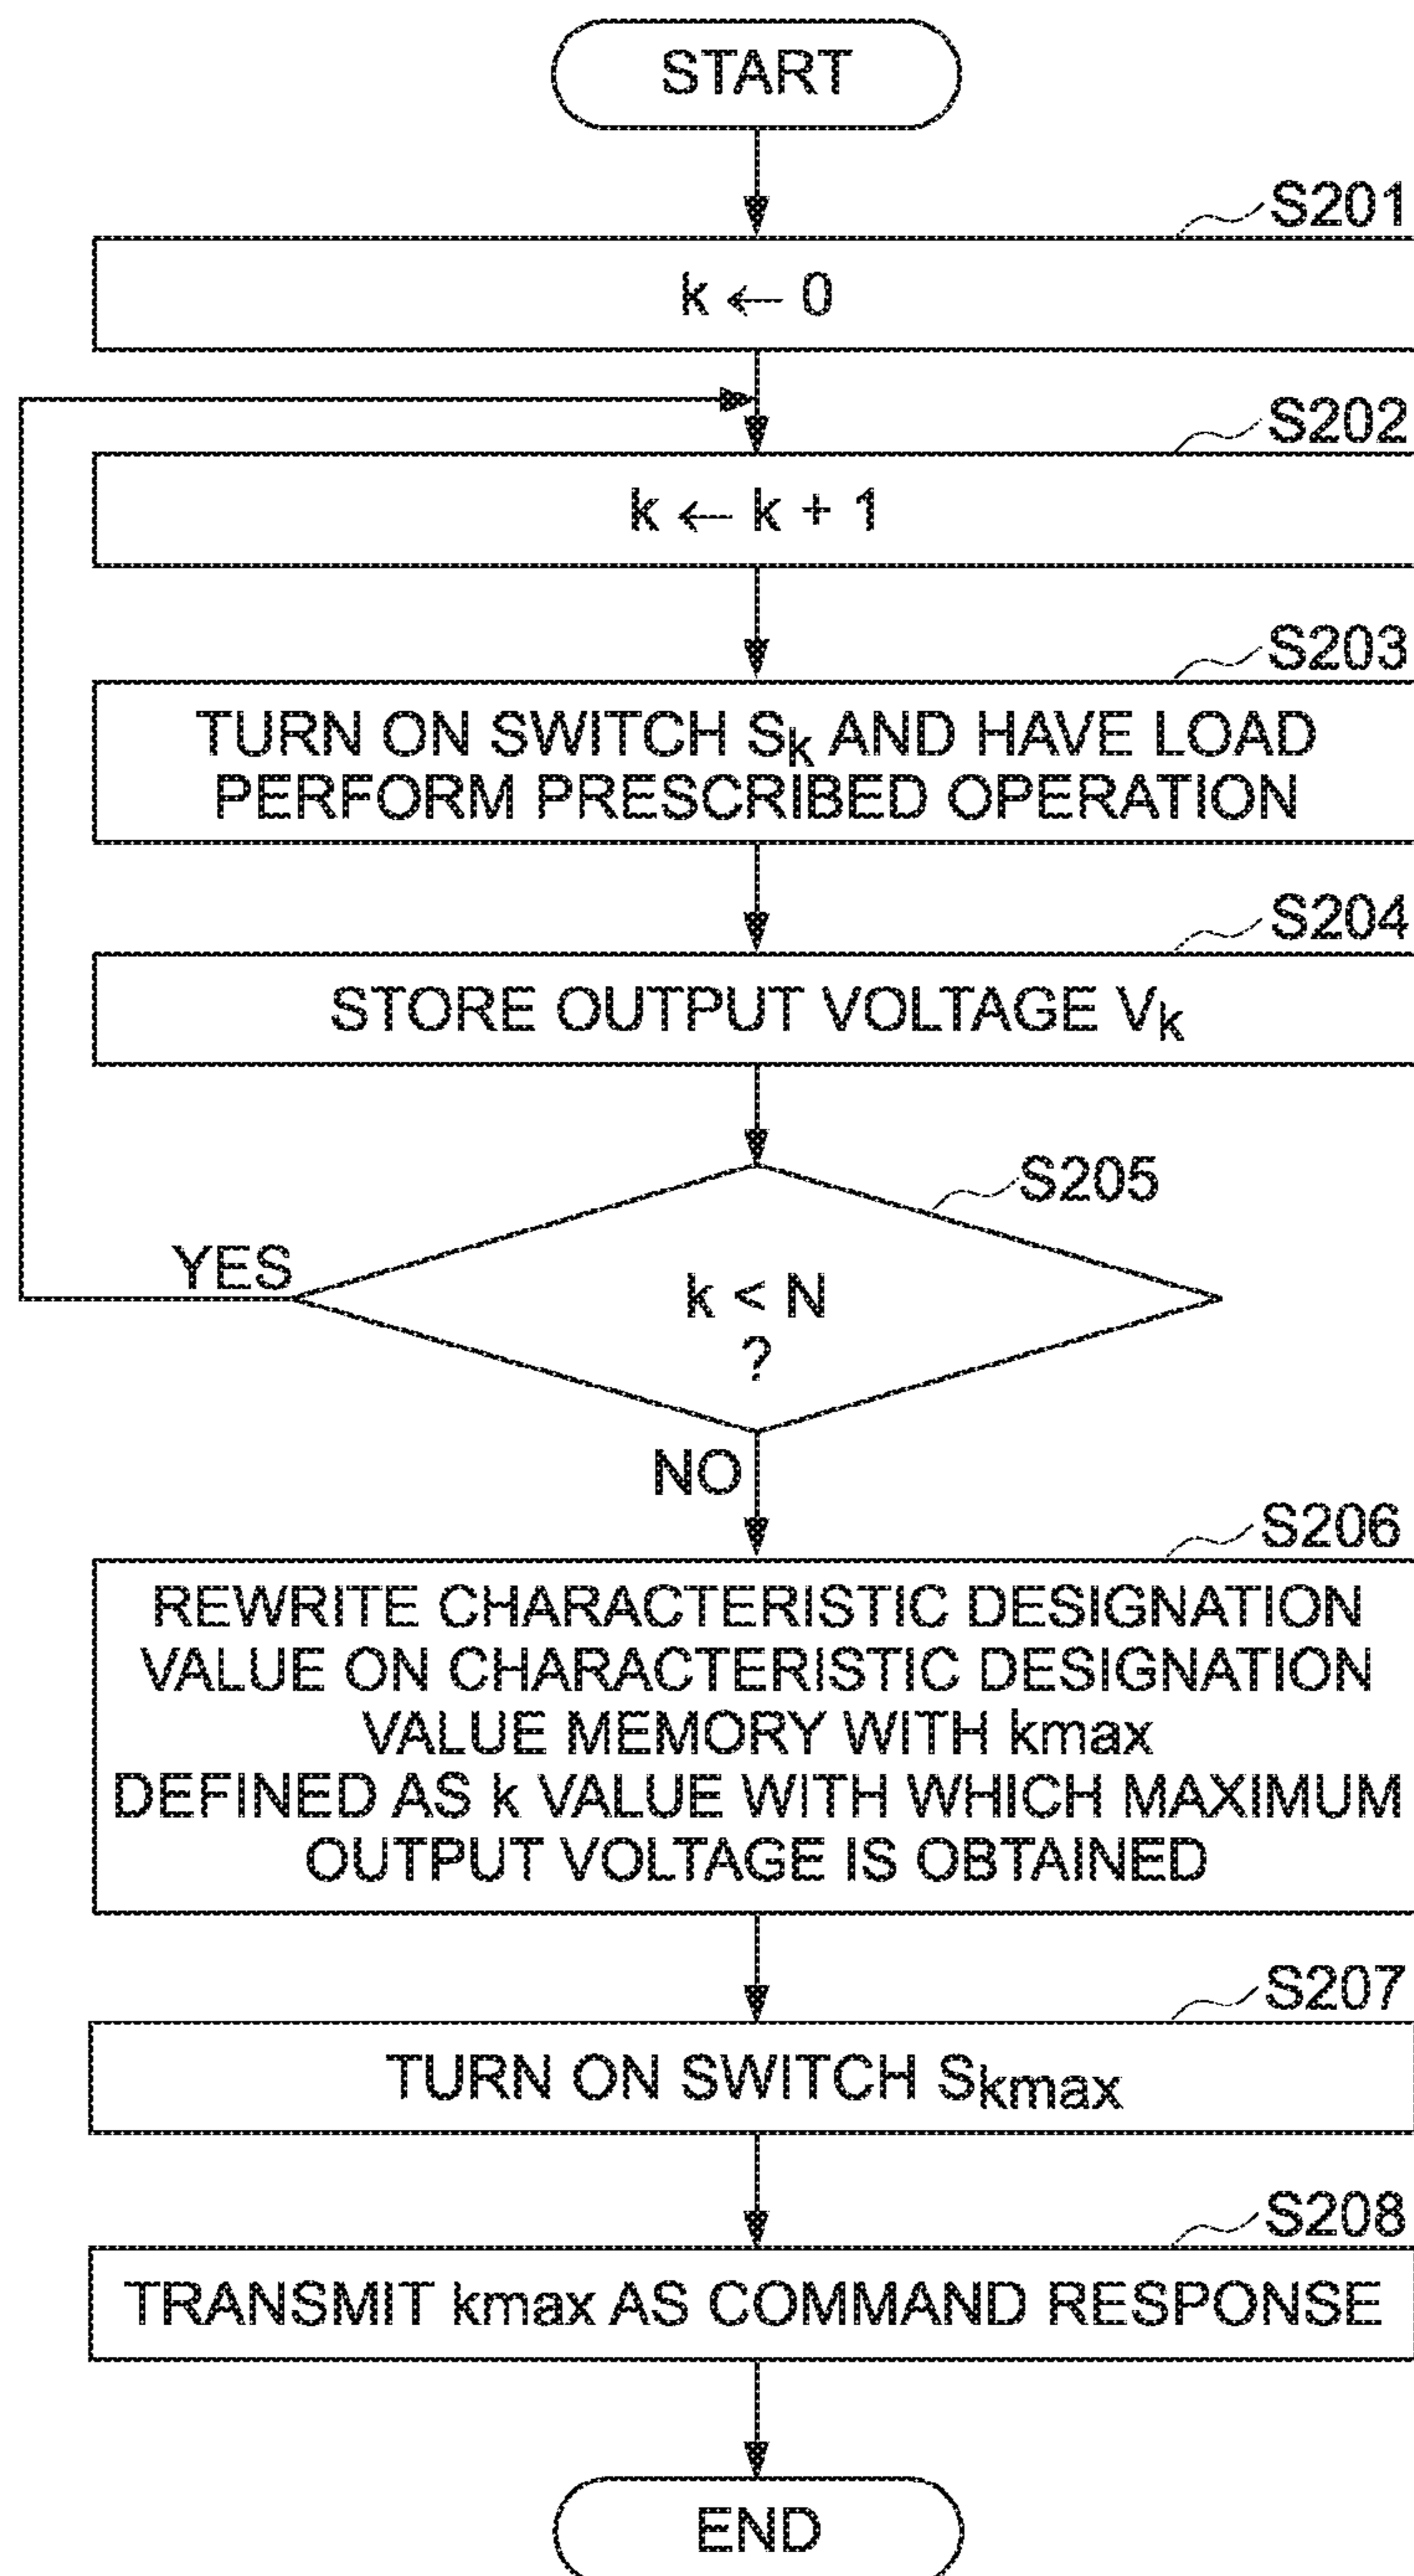 START
S201
k ← 0
S202
k ← k + 1
S203
TURN ON SWITCH Sk AND HAVE LOAD
PERFORM PRESCRIBED OPERATION
S204
STORE OUTPUT VOLTAGE Vk
S205
YES
k < N
?
NO
S206
REWRITE CHARACTERISTIC DESIGNATION
VALUE ON CHARACTERISTIC DESIGNATION
VALUE MEMORY WITH kmax
DEFINED AS k VALUE WITH WHICH MAXIMUM
OUTPUT VOLTAGE IS OBTAINED
S207
TURN ON SWITCH Skmax
S208
TRANSMIT kmax AS COMMAND RESPONSE
END